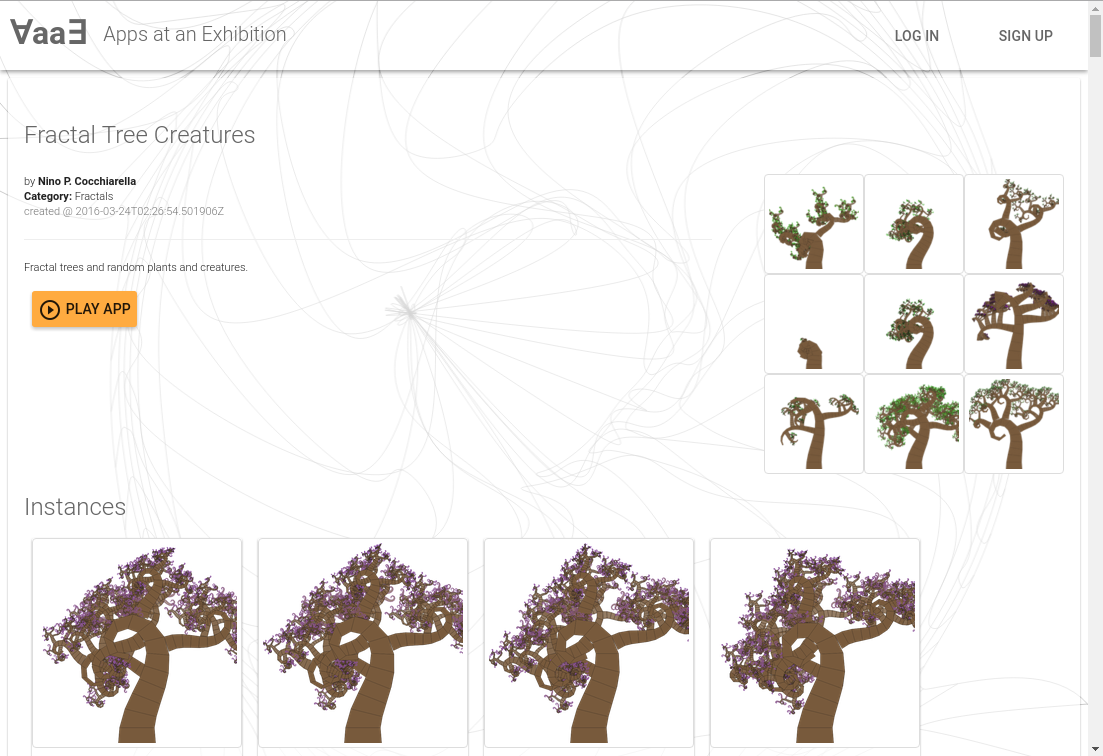 ∀aaƎ Apps at an Exhibition
LOG IN
SIGN UP
Fractal Tree Creatures
by Nino P. Cocchiarella
Category: Fractals
created @ 2016-03-24T02:26:54.501906Z
Fractal trees and random plants and creatures.
PLAY APP
Instances